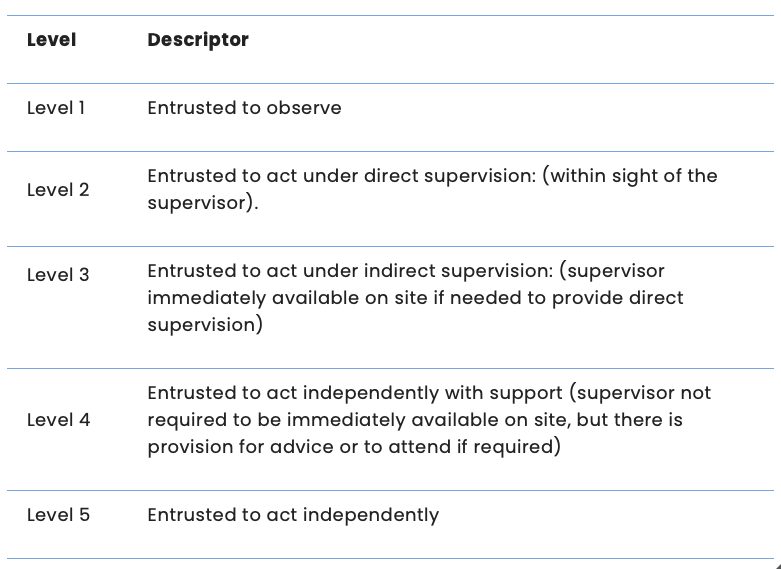 Level Descriptor
Level 1 Entrusted to observe
Level 2 Entrusted to act under direct supervision: (within sight of the
supervisor).
Level 3 Entrusted to act under indirect supervision: (supervisor
immediately available on site if needed to provide direct
supervision)
Level 4 Entrusted to act independently with support (supervisor not
required to be immediately available on site, but there is
provision for advice or to attend if required)
Level 5 Entrusted to act independently